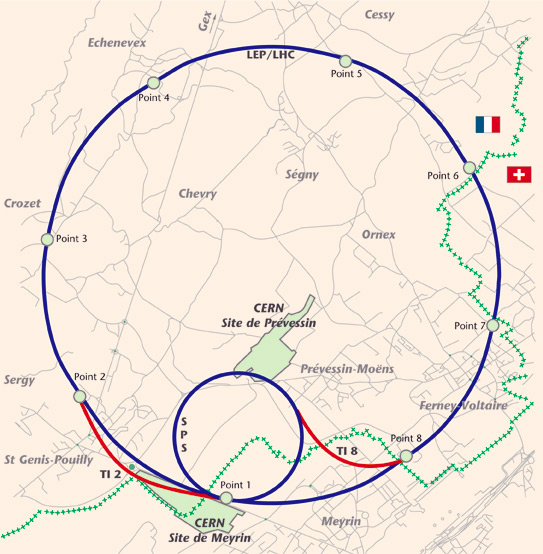 Cessy
Gex
Echenevex
LEP/LHC
Point 5
Point 4
Point 6
Ségny
Chevry
Crozet
Ornex
Point 3
CERN
Site de Prévessin
Point 7
Prévessin-Moëns
Sergy
Point 2
Ferney-Voltaire
SPS
Point 8
TI 8
St Genis-Pouilly
TI 2
Point 1
CERN
Site de Meyrin
Meyrin